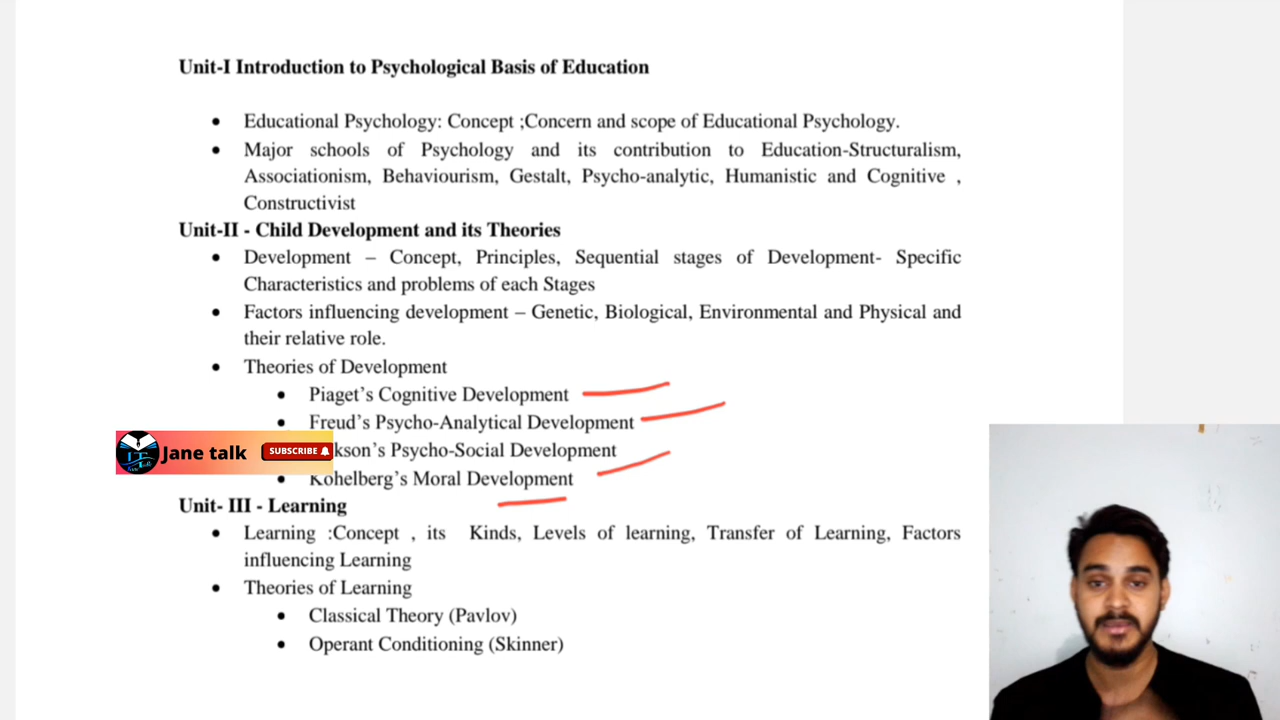 Unit-I Introduction to Psychological Basis of Education
• Educational Psychology: Concept ;Concern and scope of Educational Psychology.
• Major schools of Psychology and its contribution to Education-Structuralism,
Associationism, Behaviourism, Gestalt, Psycho-analytic, Humanistic and Cognitive ,
Constructivist
Unit-II - Child Development and its Theories
• Development – Concept, Principles, Sequential stages of Development- Specific
Characteristics and problems of each Stages
• Factors influencing development – Genetic, Biological, Environmental and Physical and
their relative role.
• Theories of Development
• Piaget's Cognitive Development
• Freud's Psycho-Analytical Development
Jane talk
SUBSCRIBE
kson's Psycho-Social Development
• Kohelberg's Moral Development
Unit- III - Learning
• Learning :Concept , its Kinds, Levels of learning, Transfer of Learning, Factors
influencing Learning
• Theories of Learning
• Classical Theory (Pavlov)
• Operant Conditioning (Skinner)